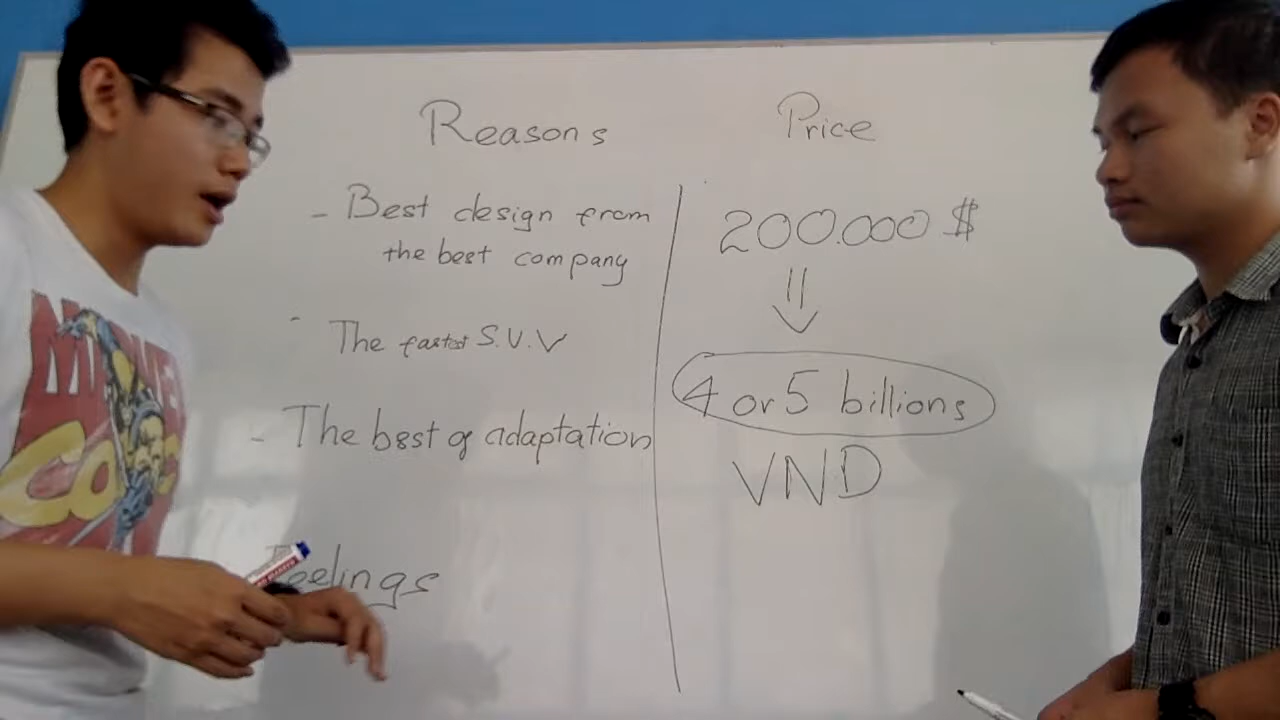 Reasons
- Best design from
the best company
- The fastest S.U.V
- The best of adaptation
Feelings
Price
200.000 $
4 or 5 billions
VND
MARVEL